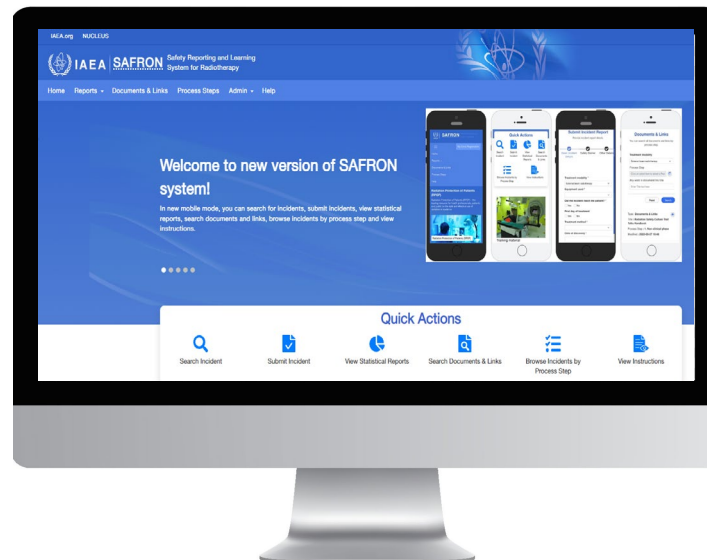 IAEA.org NUCLEUS
IAEA SAFRON Safety Reporting and Learning
System for Radiotherapy
Home Reports Documents & Links Process Steps Admin Help
Welcome to new version of SAFRON
system!
In new mobile mode, you can search for incidents, submit incidents, view statistical
reports, search documents and links, browse incidents by process step and view
instructions.
SAFRON
Quick Actions
Submit Incident Report
Documents & Links
Training material
Quick Actions
Search Incident
Submit Incident
View Statistical Reports
Search Documents & Links
Browse Incidents by
Process Step
View Instructions